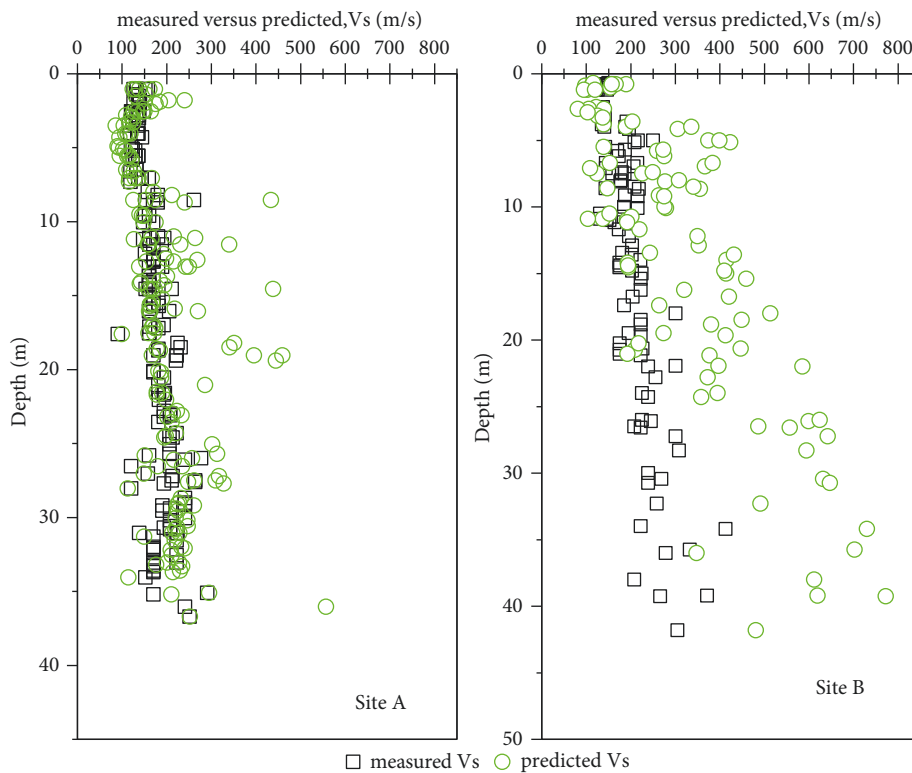 measured versus predicted,Vs (m/s)
0 100 200 300 400 500 600 700 800
0
10
20
30
40
Depth (m)
Site A
measured versus predicted,Vs (m/s)
0 100 200 300 400 500 600 700 800
0
10
20
30
40
50
Depth (m)
Site B
measured Vs predicted Vs